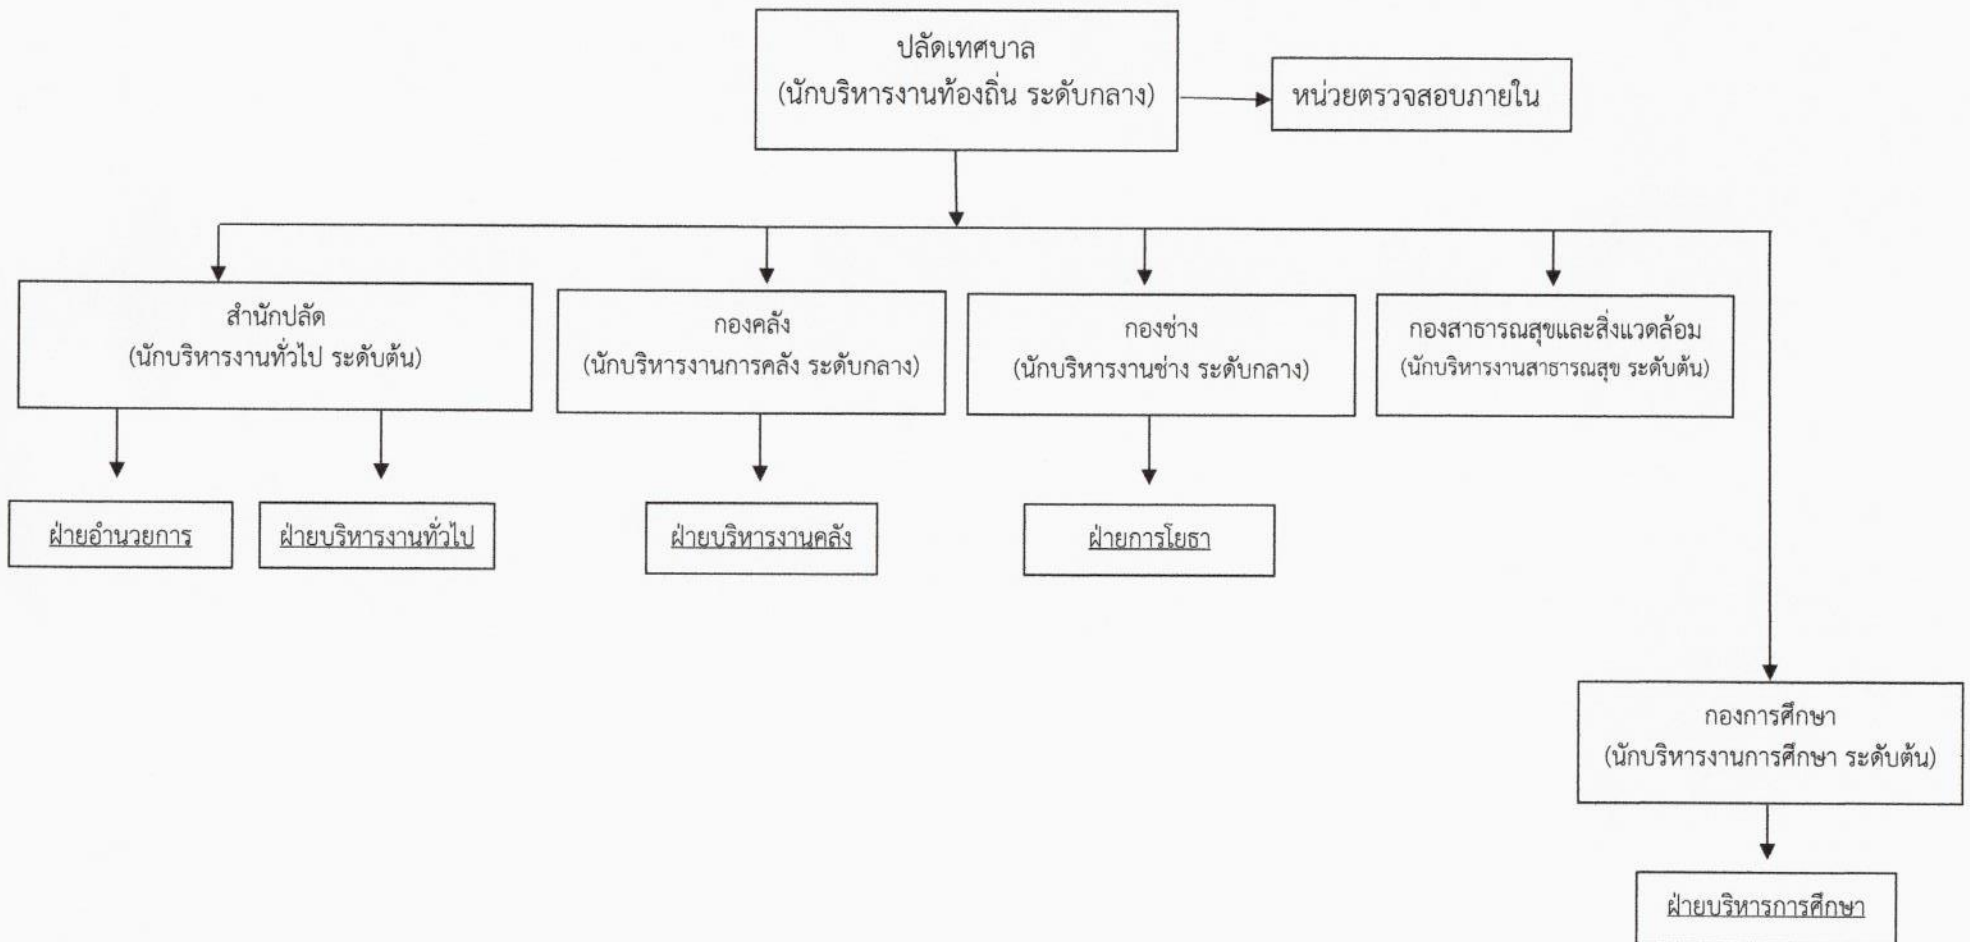 ปลัดเทศบาล
(นักบริหารงานท้องถิ่น ระดับกลาง)
หน่วยตรวจสอบภายใน
สำนักปลัด
(นักบริหารงานทั่วไป ระดับต้น)
กองคลัง
(นักบริหารงานการคลัง ระดับกลาง)
กองช่าง
(นักบริหารงานช่าง ระดับกลาง)
กองสาธารณสุขและสิ่งแวดล้อม
(นักบริหารงานสาธารณสุข ระดับต้น)
ฝ่ายอำนวยการ
ฝ่ายบริหารงานทั่วไป
ฝ่ายบริหารงานคลัง
ฝ่ายการโยธา
กองการศึกษา
(นักบริหารงานการศึกษา ระดับต้น)
ฝ่ายบริหารการศึกษา